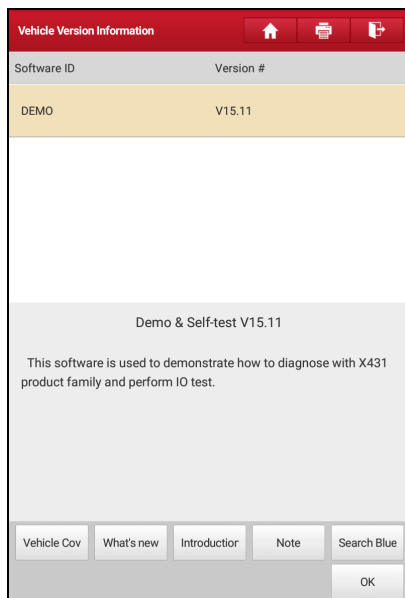 Vehicle Version Information
Software ID Version #
DEMO V15.11
Demo & Self-test V15.11
This software is used to demonstrate how to diagnose with X431
product family and perform IO test.
Vehicle Cov What's new Introduction Note Search Blue
OK